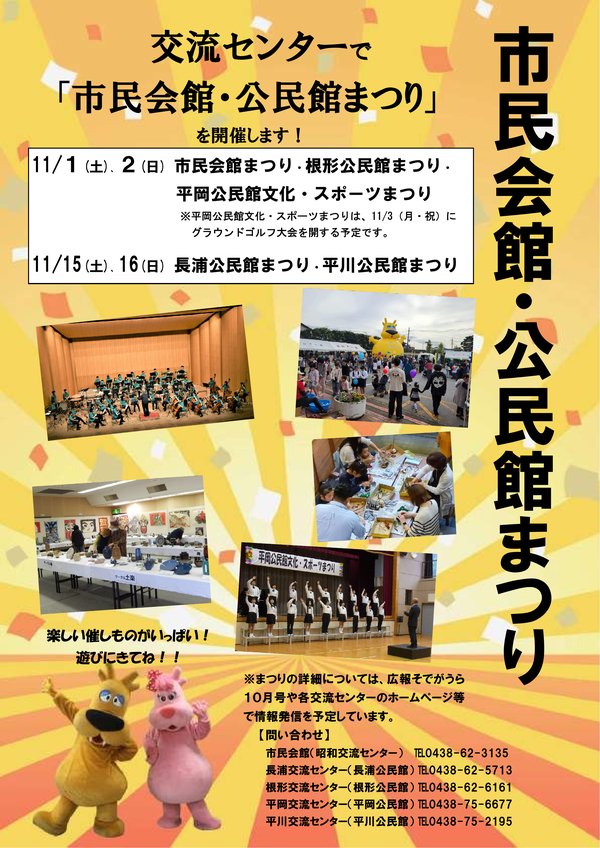 市民会館・公民館まつり
交流センターで
「市民会館・公民館まつり」
を開催します！
11/1（土）、2（日） 市民会館まつり・根形公民館まつり・
平岡公民館文化・スポーツまつり
※平岡公民館文化・スポーツまつりは、11/3（月・祝）に
グラウンドゴルフ大会を開する予定です。
11/15（土）、16（日） 長浦公民館まつり・平川公民館まつり
平岡公民館文化・スポーツまつり
楽しい催しものがいっぱい！
遊びにきてね！！
※まつりの詳細については、広報そでがうら
10月号や各交流センターのホームページ等
で情報発信を予定しています。
【問い合わせ】
市民会館（昭和交流センター） ℡0438-62-3135
長浦交流センター（長浦公民館）℡0438-62-5713
根形交流センター（根形公民館）℡0438-62-6161
平岡交流センター（平岡公民館）℡0438-75-6677
平川交流センター（平川公民館）℡0438-75-2195